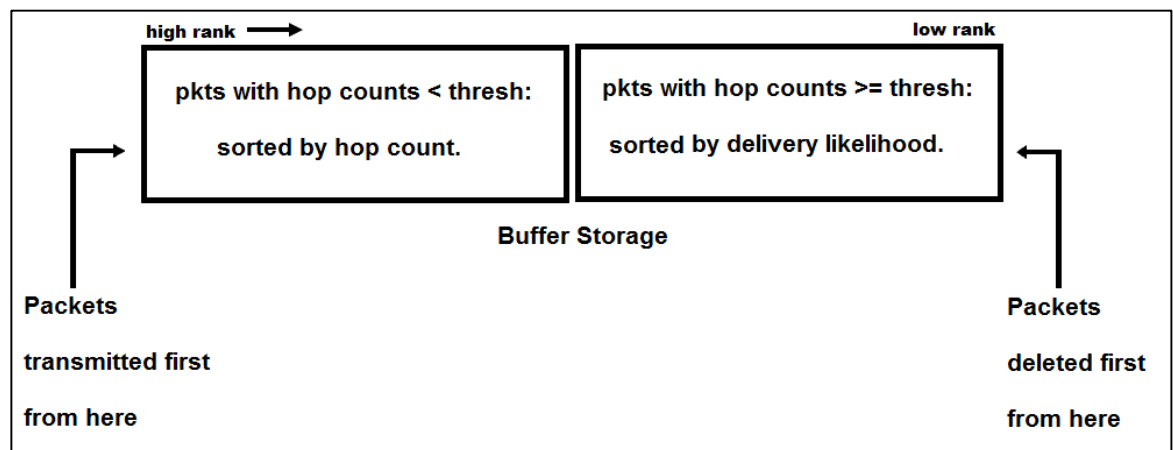 high rank
low rank
pkts with hop counts < thresh:
sorted by hop count.
pkts with hop counts >= thresh:
sorted by delivery likelihood.
Buffer Storage
Packets
transmitted first
from here
Packets
deleted first
from here